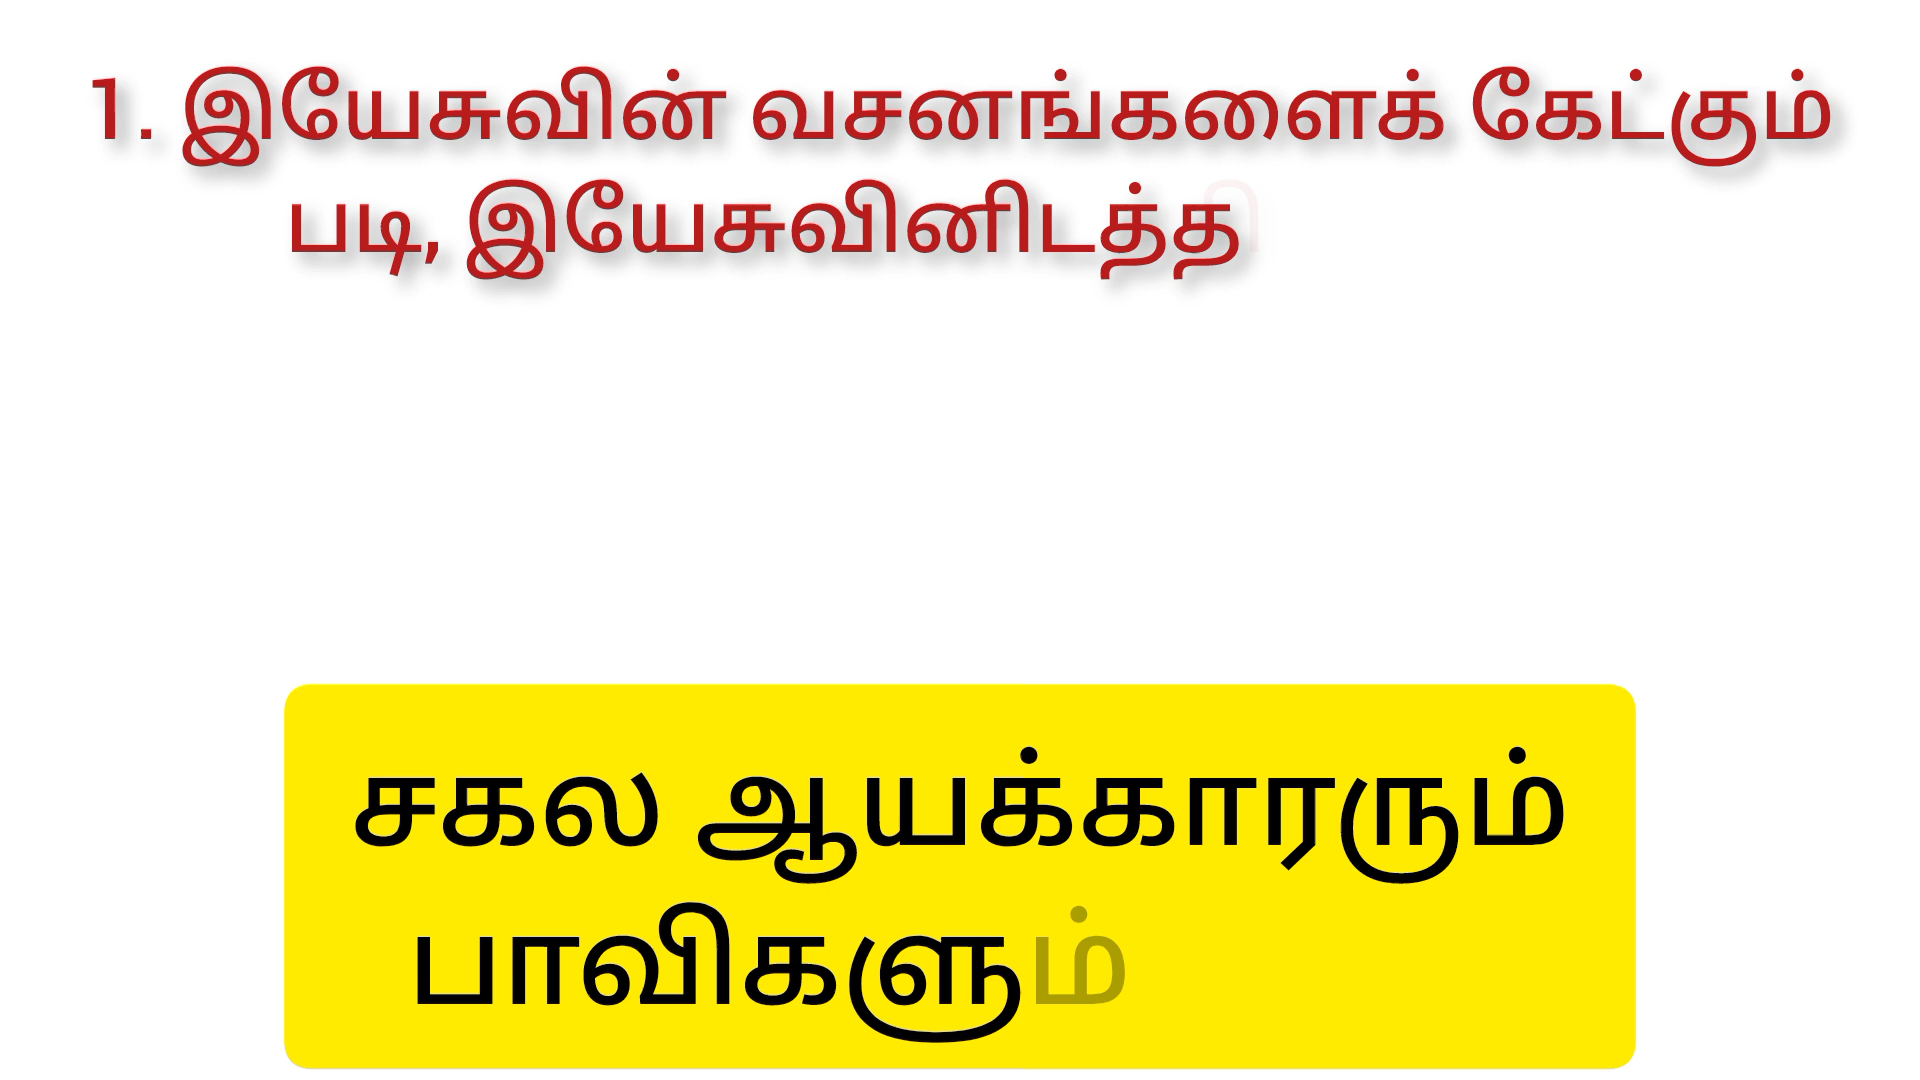 1. இயேசுவின் வசனங்களைக் கேட்கும்
படி, இயேசுவினிடத்தி
சகல ஆயக்காரரும்
பாவிகளும்